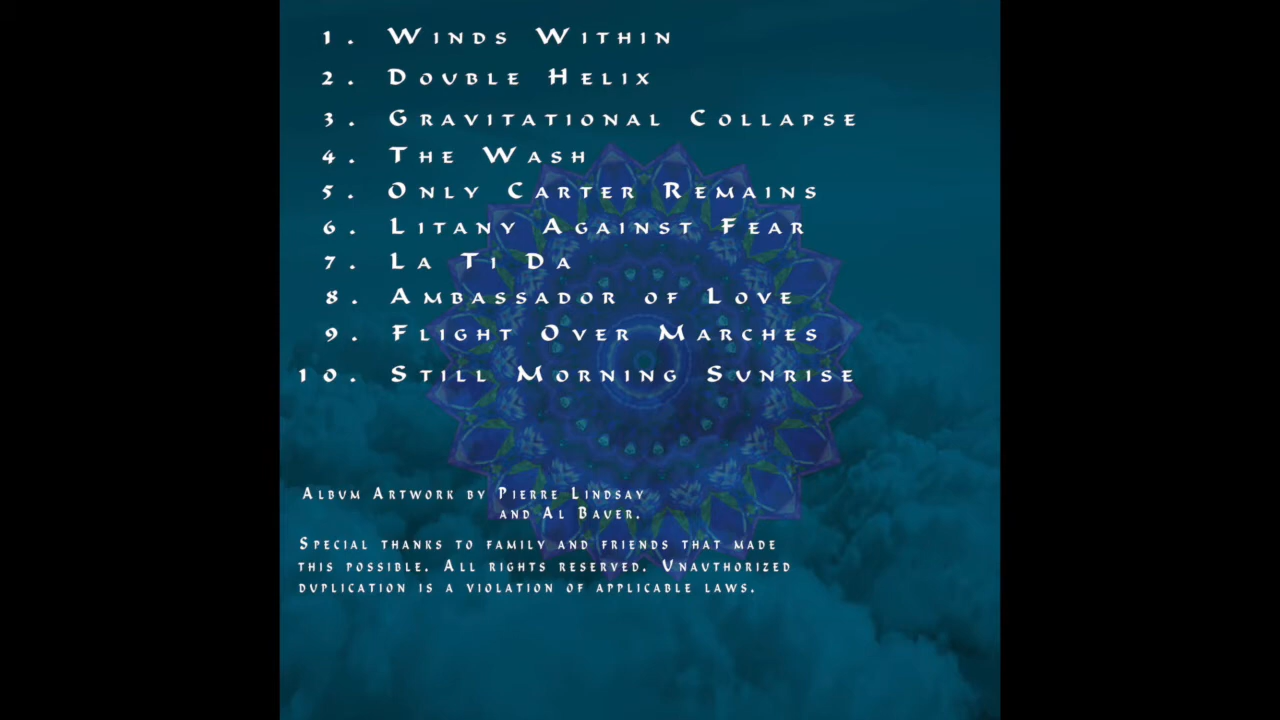 1. Winds Within
2. Double Helix
3. Gravitational Collapse
4. The Wash
5. Only Carter Remains
6. Litany Against Fear
7. La Ti Da
8. Ambassador of Love
9. Flight Over Marches
10. Still Morning Sunrise
Album Artwork by Pierre Lindsay
and Al Bauer.
Special thanks to family and friends that made
this possible. All rights reserved. Unauthorized
duplication is a violation of applicable laws.